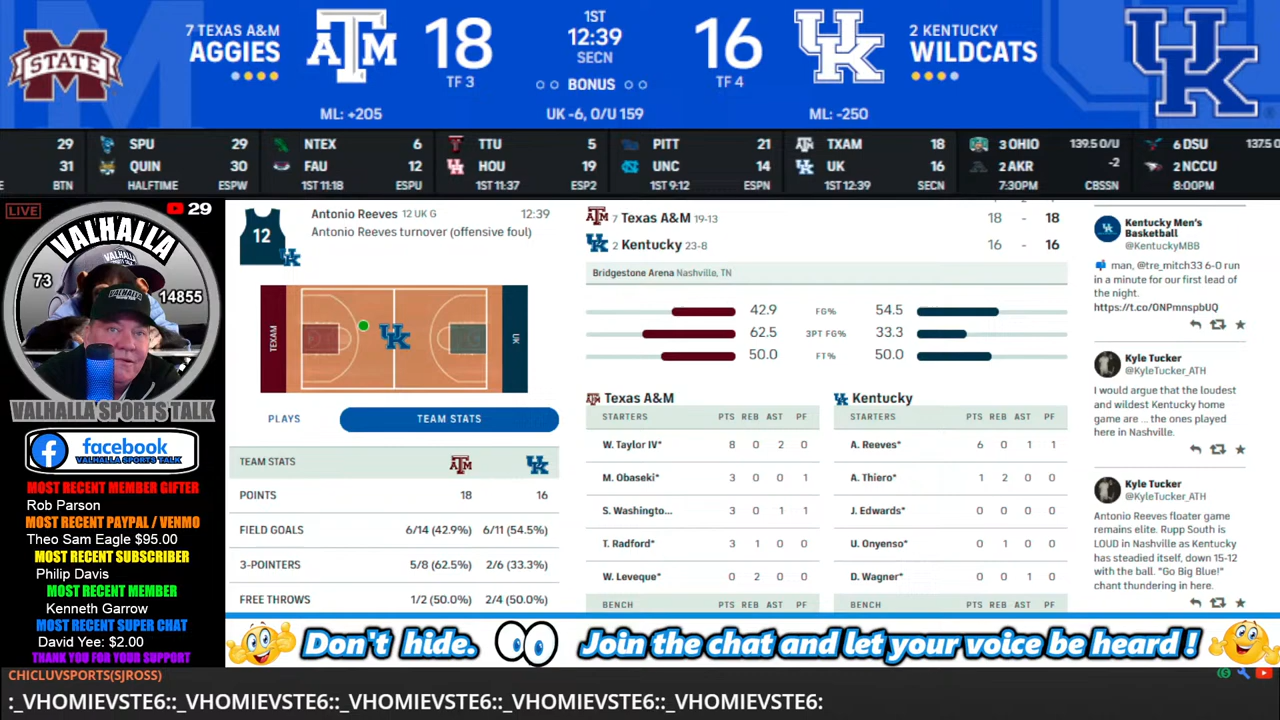 STATE
7 TEXAS A&M
AGGIES
ATM
18
TF 3
ML: +205
1ST
12:39
SECN
BONUS
UK -6, O/U 159
16
TF 4
ML: -250
UK
2 KENTUCKY
WILDCATS
UK
29
31
BTN
SPU 29
QUIN 30
HALFTIME ESPW
NTEX 6
FAU 12
1ST 11:18 ESPU
TTU 5
HOU 19
1ST 11:37 ESP2
PITT 21
UNC 14
1ST 9:12 ESPN
TXAM 18
UK 16
1ST 12:39 SECN
3 OHIO 139.5 O/U
2 AKR -2
7:30PM CBSSN
6 DSU 137.5 O
2 NCCU
8:00PM
LIVE
29
VALHALLA
73
14855
VALHALLA SPORTS TALK
facebook
VALHALLA SPORTS TALK
MOST RECENT MEMBER GIFTER
Rob Parson
MOST RECENT PAYPAL / VENMO
Theo Sam Eagle $95.00
MOST RECENT SUBSCRIBER
Philip Davis
MOST RECENT MEMBER
Kenneth Garrow
MOST RECENT SUPER CHAT
David Yee: $2.00
THANK YOU FOR YOUR SUPPORT
12
Antonio Reeves 12 UK G 12:39
Antonio Reeves turnover (offensive foul)
TEXAM
UK
UK
PLAYS
TEAM STATS
TEAM STATS
POINTS 18 16
FIELD GOALS 6/14 (42.9%) 6/11 (54.5%)
3-POINTERS 5/8 (62.5%) 2/6 (33.3%)
FREE THROWS 1/2 (50.0%) 2/4 (50.0%)
7 Texas A&M 19-13 18 - 18
2 Kentucky 23-8 16 - 16
Bridgestone Arena Nashville, TN
42.9 FG% 54.5
62.5 3PT FG% 33.3
50.0 FT% 50.0
Texas A&M
STARTERS PTS REB AST PF
W. Taylor IV* 8 0 2 0
M. Obaseki* 3 0 0 1
S. Washingto... 3 0 1 1
T. Radford* 3 1 0 0
W. Leveque* 0 2 0 0
BENCH PTS REB AST PF
Kentucky
STARTERS PTS REB AST PF
A. Reeves* 6 0 1 1
A. Thiero* 1 2 0 0
J. Edwards* 0 0 0 0
U. Onyenso* 0 1 0 0
D. Wagner* 0 0 1 0
BENCH PTS REB AST PF
Kentucky Men's
Basketball
@KentuckyMBB
man, @tre_mitch33 6-0 run
in a minute for our first lead of
the night.
https://t.co/0NPmnspbUQ
Kyle Tucker
@KyleTucker_ATH
I would argue that the loudest
and wildest Kentucky home
game are ... the ones played
here in Nashville.
Kyle Tucker
@KyleTucker_ATH
Antonio Reeves floater game
remains elite. Rupp South is
LOUD in Nashville as Kentucky
has steadied itself, down 15-12
with the ball. "Go Big Blue!"
chant thundering in here.
Don't hide.
Join the chat and let your voice be heard !
CHICLUVSPORTS(SJROSS)
:_VHOMIEVSTE6::_VHOMIEVSTE6::_VHOMIEVSTE6::_VHOMIEVSTE6::_VHOMIEVSTE6: